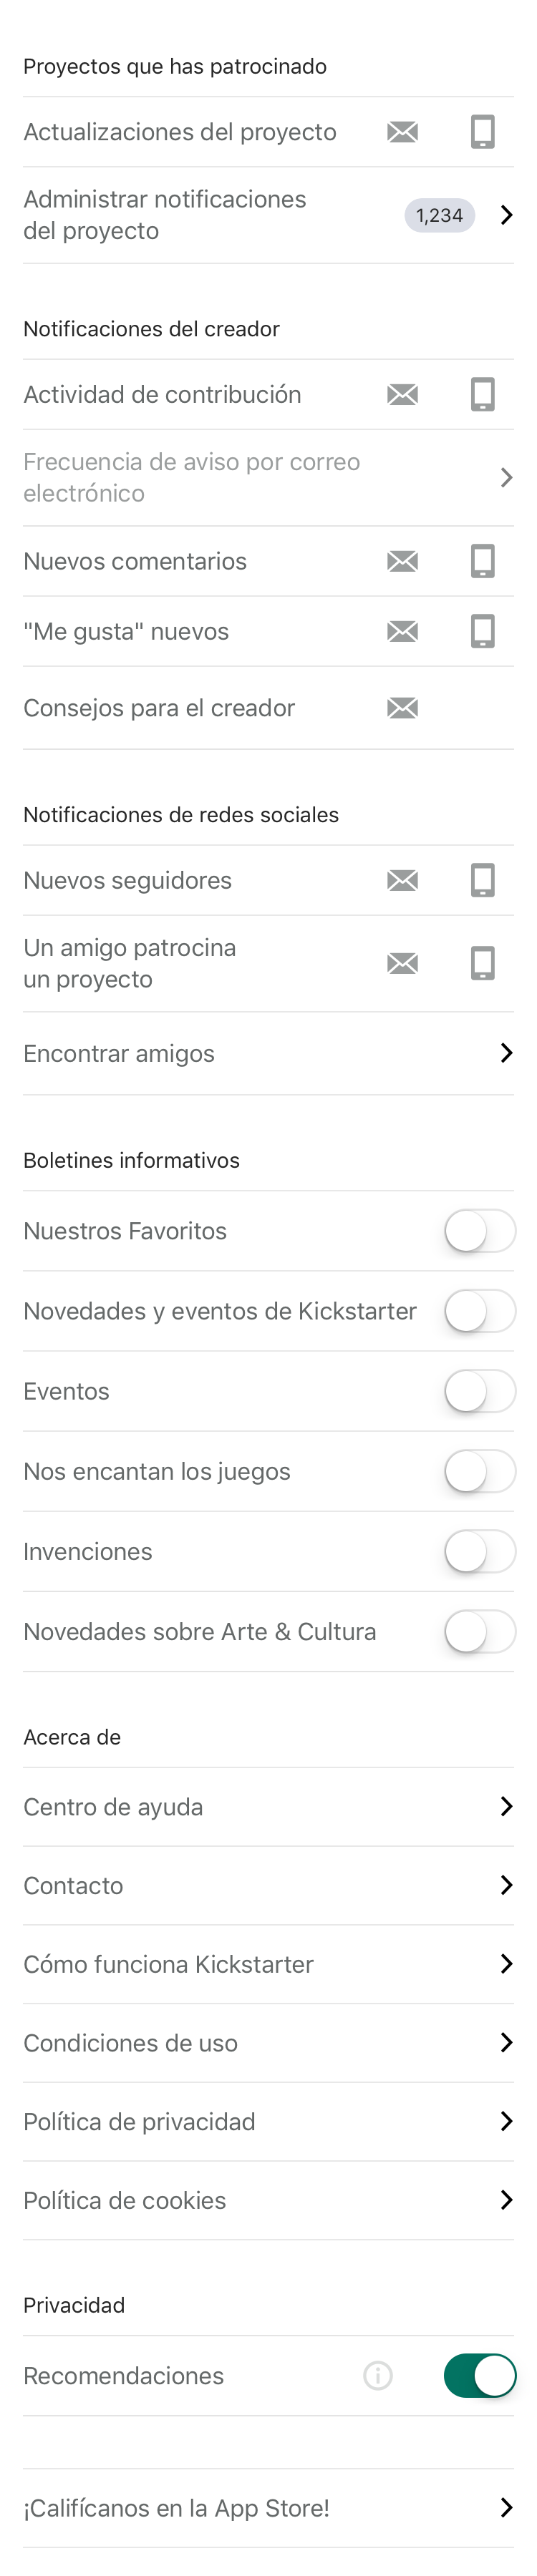 Proyectos que has patrocinado
Actualizaciones del proyecto
Administrar notificaciones
del proyecto
1,234
Notificaciones del creador
Actividad de contribución
Frecuencia de aviso por correo
electrónico
Nuevos comentarios
"Me gusta" nuevos
Consejos para el creador
Notificaciones de redes sociales
Nuevos seguidores
Un amigo patrocina
un proyecto
Encontrar amigos
Boletines informativos
Nuestros Favoritos
Novedades y eventos de Kickstarter
Eventos
Nos encantan los juegos
Invenciones
Novedades sobre Arte & Cultura
Acerca de
Centro de ayuda
Contacto
Cómo funciona Kickstarter
Condiciones de uso
Política de privacidad
Política de cookies
Privacidad
Recomendaciones
¡Califícanos en la App Store!